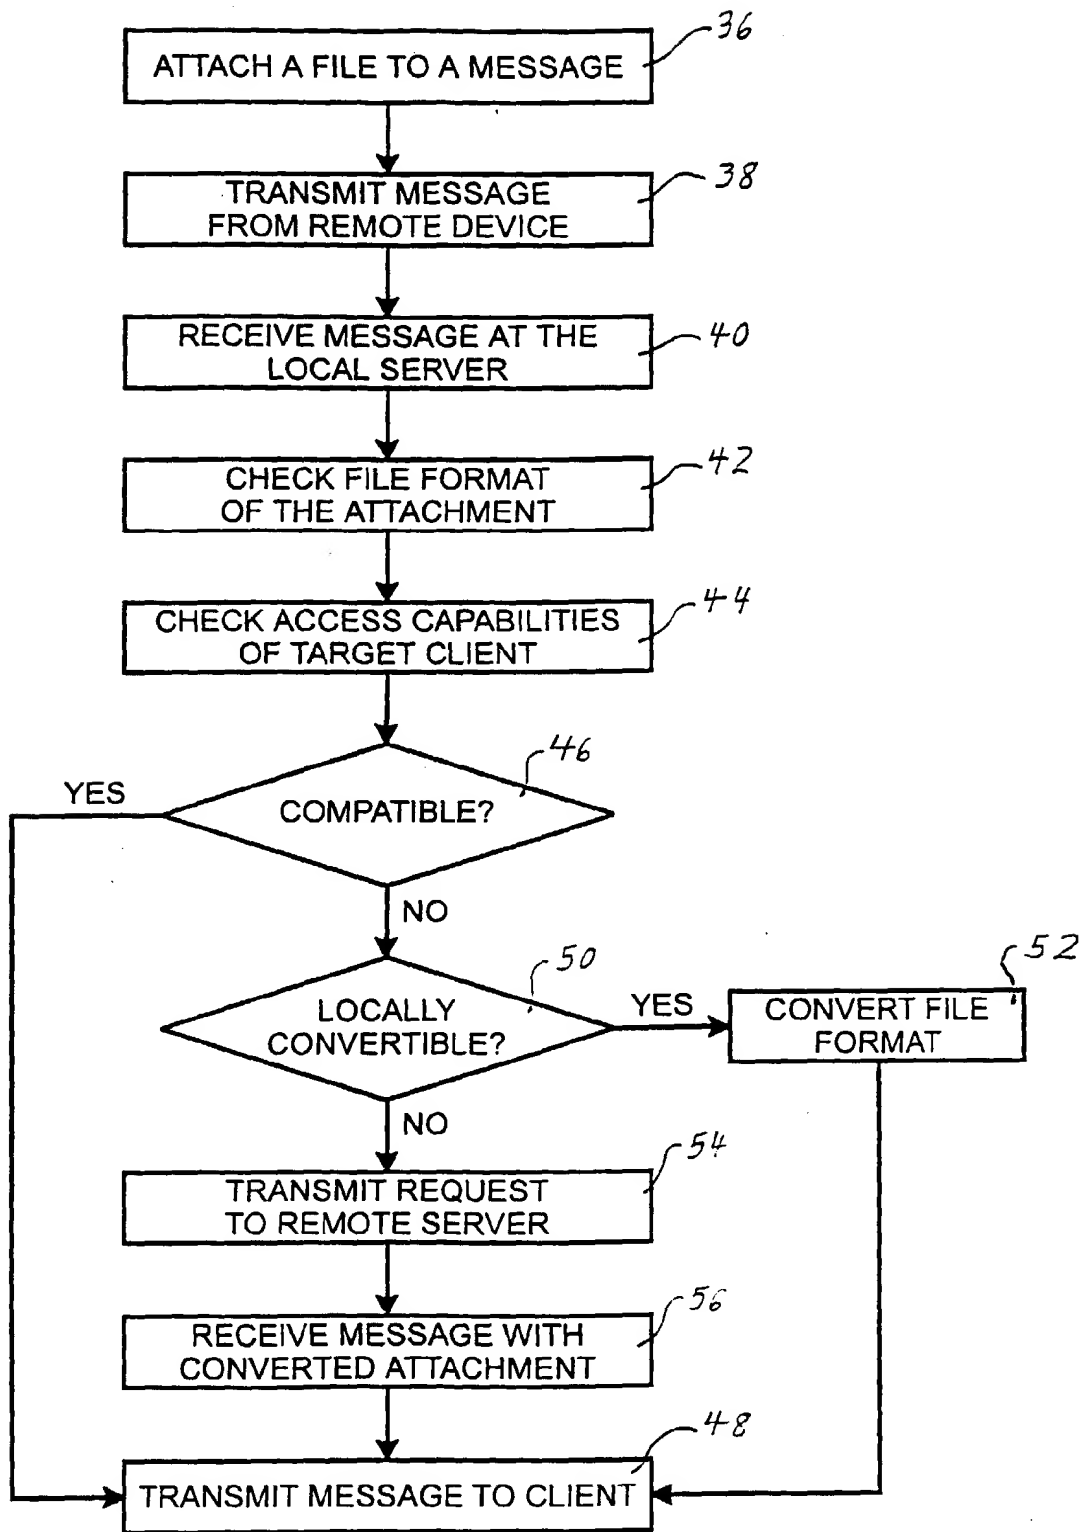 36
ATTACH A FILE TO A MESSAGE
38
TRANSMIT MESSAGE
FROM REMOTE DEVICE
40
RECEIVE MESSAGE AT THE
LOCAL SERVER
42
CHECK FILE FORMAT
OF THE ATTACHMENT
44
CHECK ACCESS CAPABILITIES
OF TARGET CLIENT
46
YES
COMPATIBLE?
NO
50
52
LOCALLY
CONVERTIBLE?
YES
CONVERT FILE
FORMAT
NO
54
TRANSMIT REQUEST
TO REMOTE SERVER
56
RECEIVE MESSAGE WITH
CONVERTED ATTACHMENT
48
TRANSMIT MESSAGE TO CLIENT